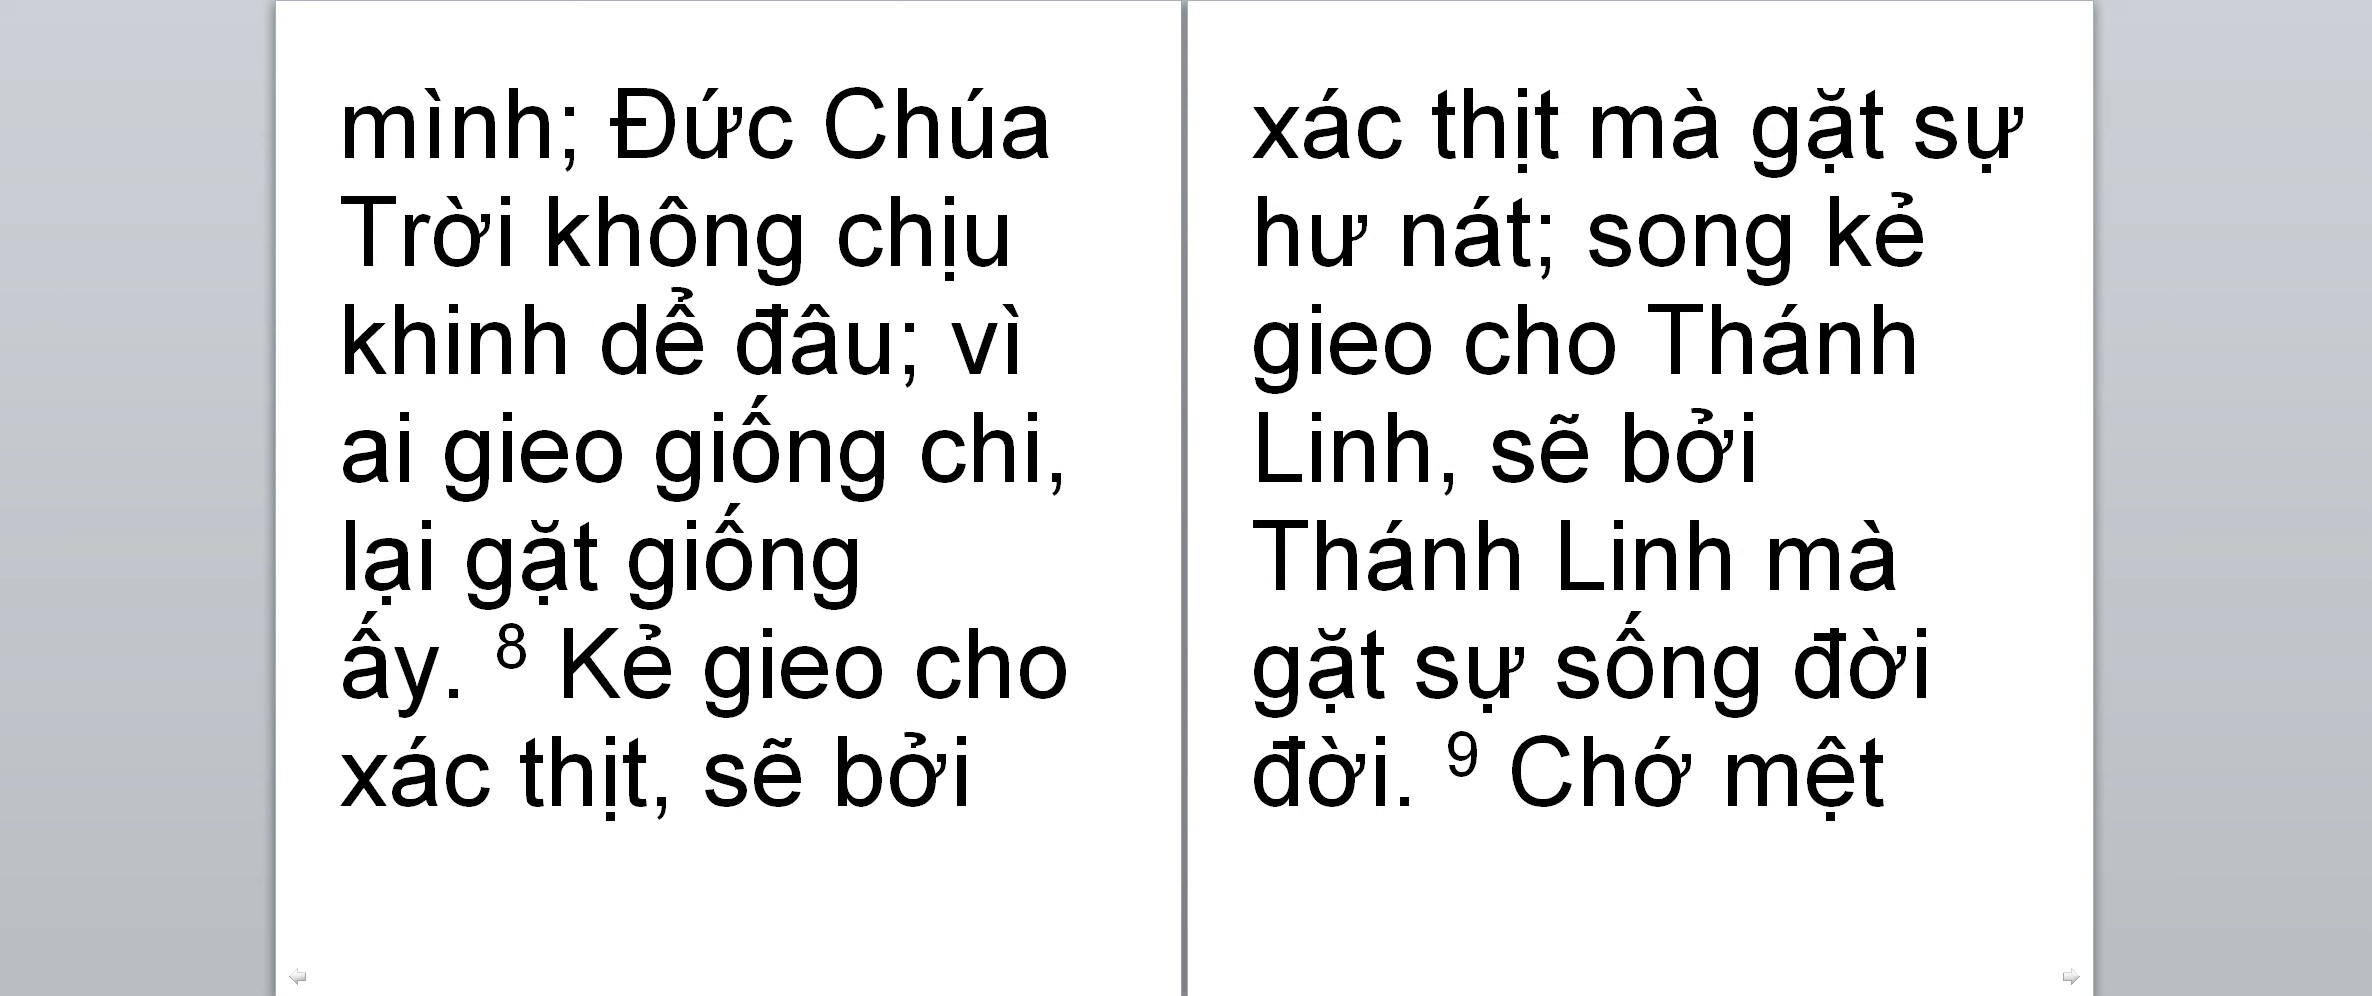 mình; Đức Chúa
Trời không chịu
khinh dể đâu; vì
ai gieo giống chi,
lại gặt giống
ấy. 8 Kẻ gieo cho
xác thịt, sẽ bởi
xác thịt mà gặt sự
hư nát; song kẻ
gieo cho Thánh
Linh, sẽ bởi
Thánh Linh mà
gặt sự sống đời
đời. 9 Chớ mệt